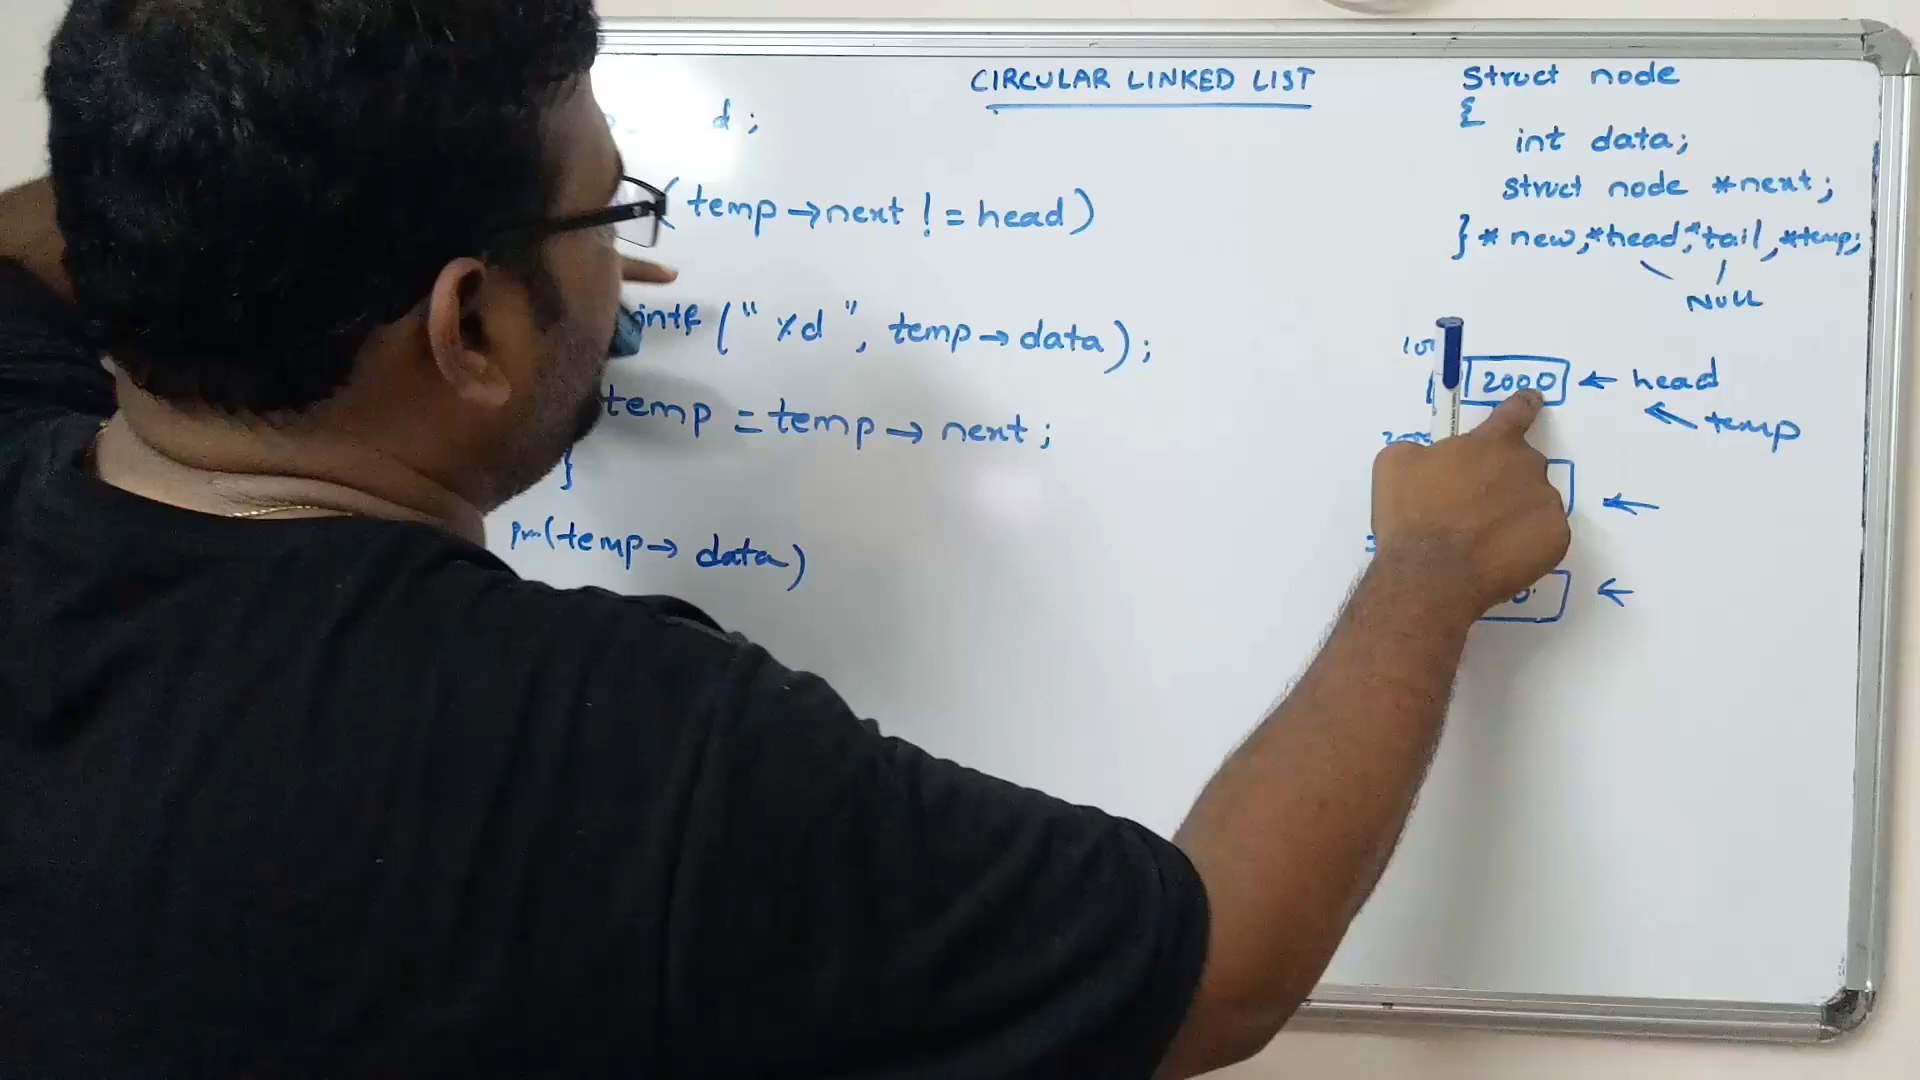 CIRCULAR LINKED LIST
d ;
(temp→next != head)
intf ("%d", temp→data);
temp = temp→ next ;
}
(temp→ data)
struct node
{
int data;
struct node *next;
} * new,*head,*tail,*temp;
NULL
2000 ← head
← temp
←
←